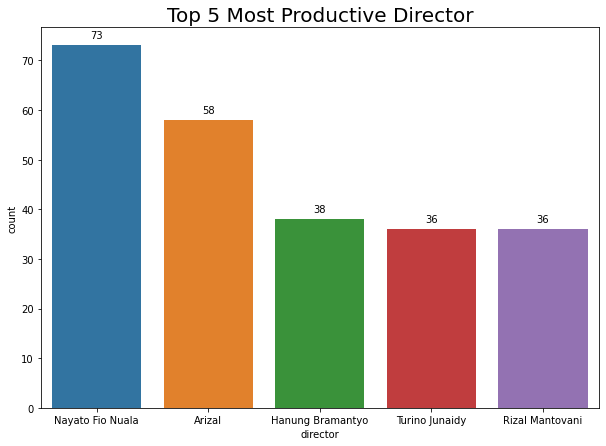 Top 5 Most Productive Director
73
58
38
36
36
70
60
50
40
30
20
10
0
count
Nayato Fio Nuala
Arizal
Hanung Bramantyo
Turino Junaidy
Rizal Mantovani
director